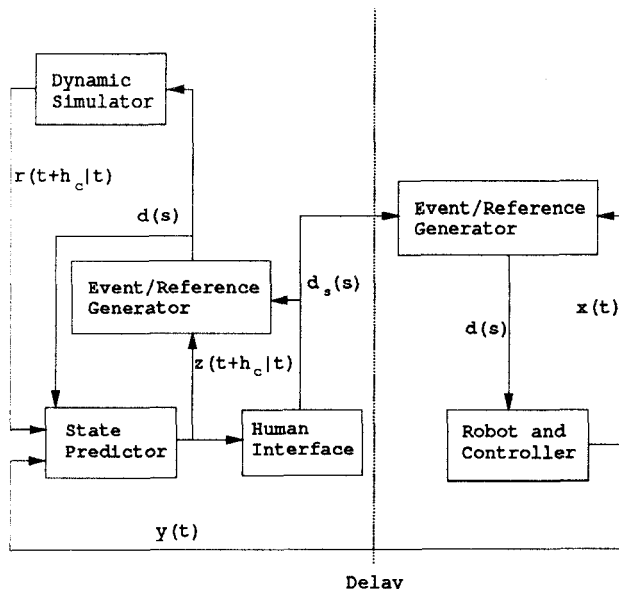 Dynamic
Simulator
r(t+h_c|t)
d(s)
Event/Reference
Generator
d_s(s)
z(t+h_c|t)
State
Predictor
Human
Interface
y(t)
Event/Reference
Generator
d(s)
x(t)
Robot and
Controller
Delay